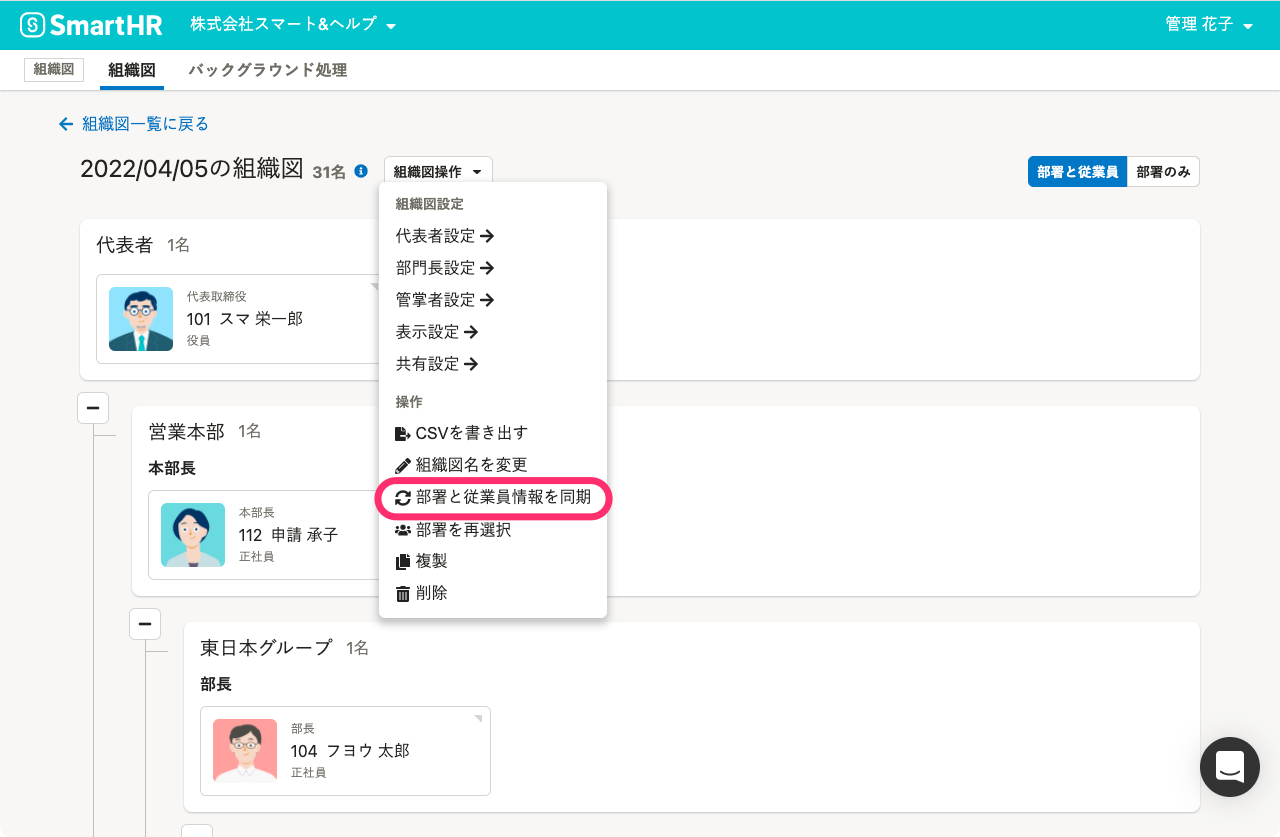 SmartHR 株式会社スマート&ヘルプ 管理 花子
組織図 組織図 バックグラウンド処理
組織図一覧に戻る
2022/04/05の組織図 31名 組織図操作 部署と従業員 部署のみ
組織図設定
代表者設定
部門長設定
管掌者設定
表示設定
共有設定
操作
CSVを書き出す
組織図名を変更
部署と従業員情報を同期
部署を再選択
複製
削除
代表者 1名
代表取締役
101 スマ 栄一郎
役員
営業本部 1名
本部長
本部長
112 申請 承子
正社員
東日本グループ 1名
部長
部長
104 フヨウ 太郎
正社員